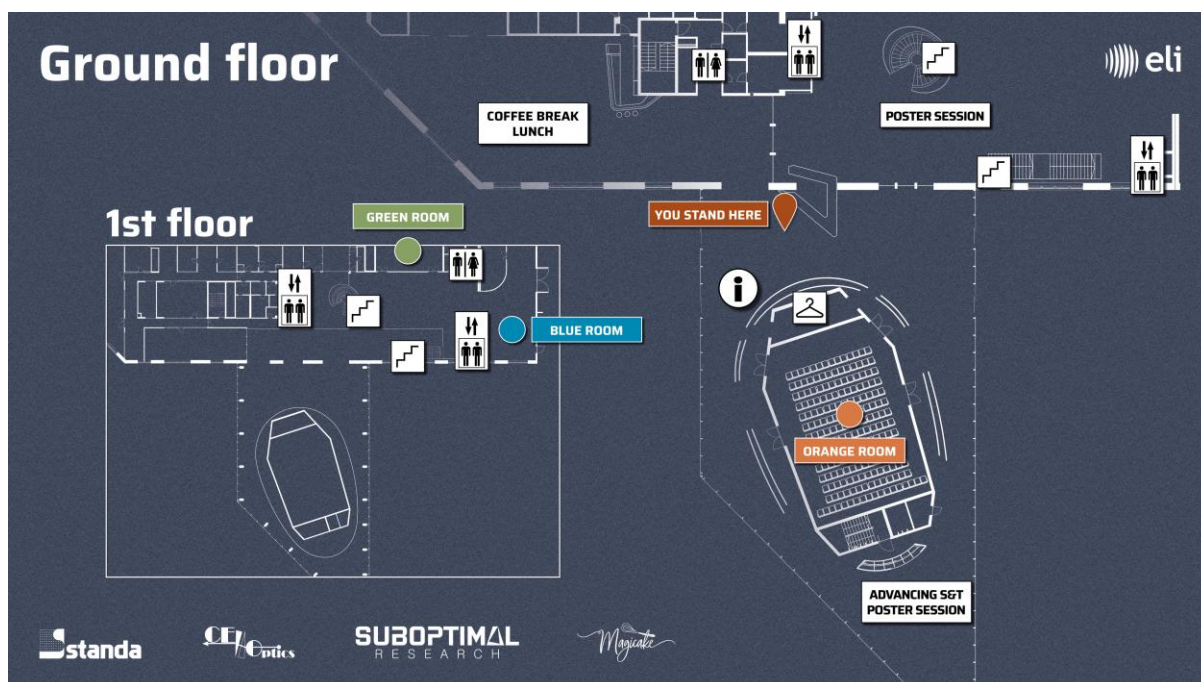 Ground floor
eli
COFFEE BREAK
LUNCH
POSTER SESSION
YOU STAND HERE
1st floor
GREEN ROOM
BLUE ROOM
i
ORANGE ROOM
ADVANCING S&T
POSTER SESSION
standa
Optics
SUBOPTIMAL
RESEARCH
Magicake